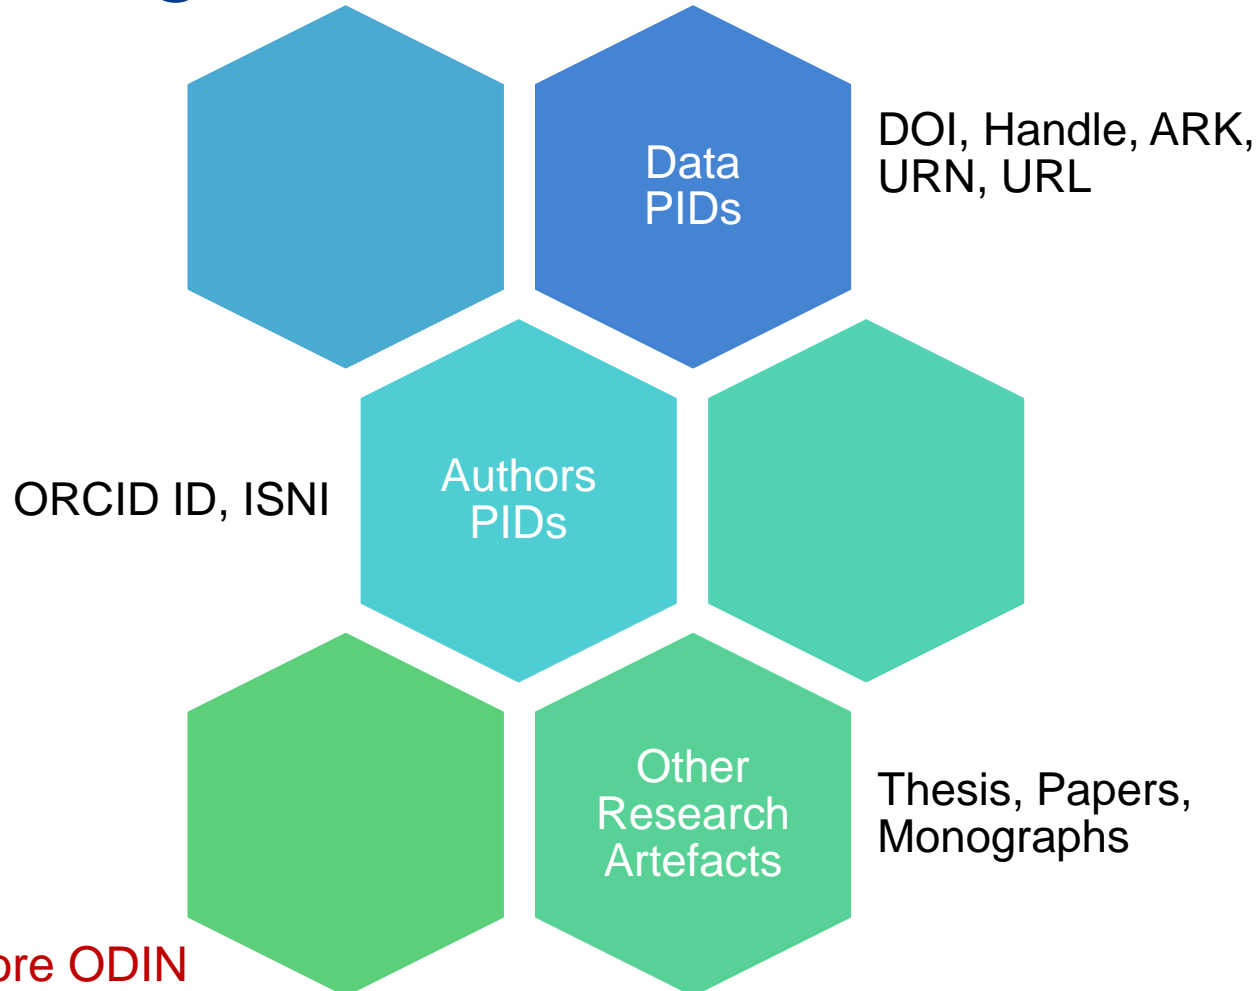 Data
PIDs
DOI, Handle, ARK,
URN, URL
ORCID ID, ISNI
Authors
PIDs
Other
Research
Artefacts
Thesis, Papers,
Monographs
ODIN